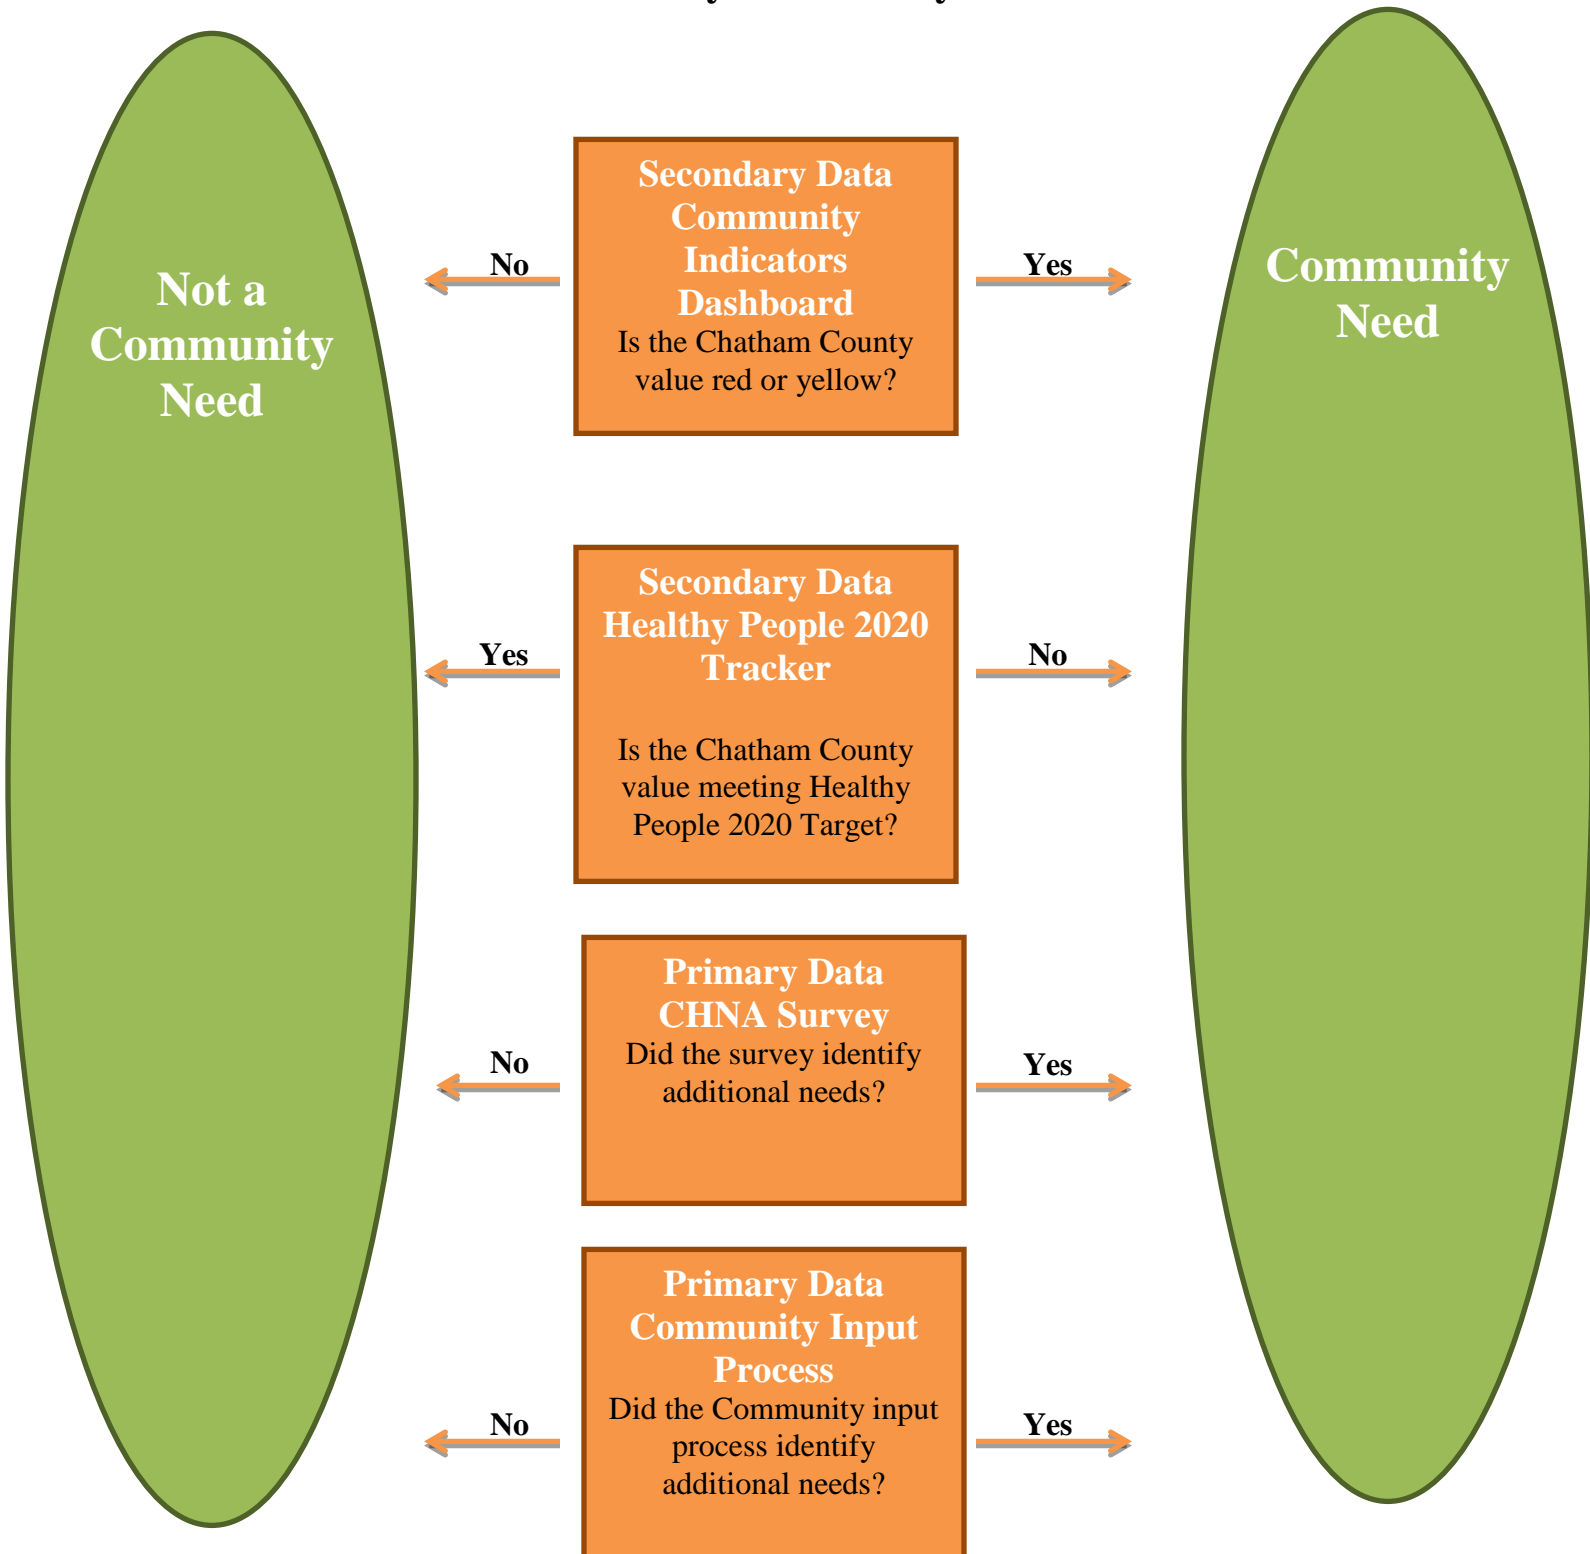 Not a
Community
Need
Secondary Data
Community
Indicators
Dashboard
Is the Chatham County
value red or yellow?
No
Yes
Community
Need
Secondary Data
Healthy People 2020
Tracker
Is the Chatham County
value meeting Healthy
People 2020 Target?
Yes
No
Primary Data
CHNA Survey
Did the survey identify
additional needs?
No
Yes
Primary Data
Community Input
Process
Did the Community input
process identify
additional needs?
No
Yes